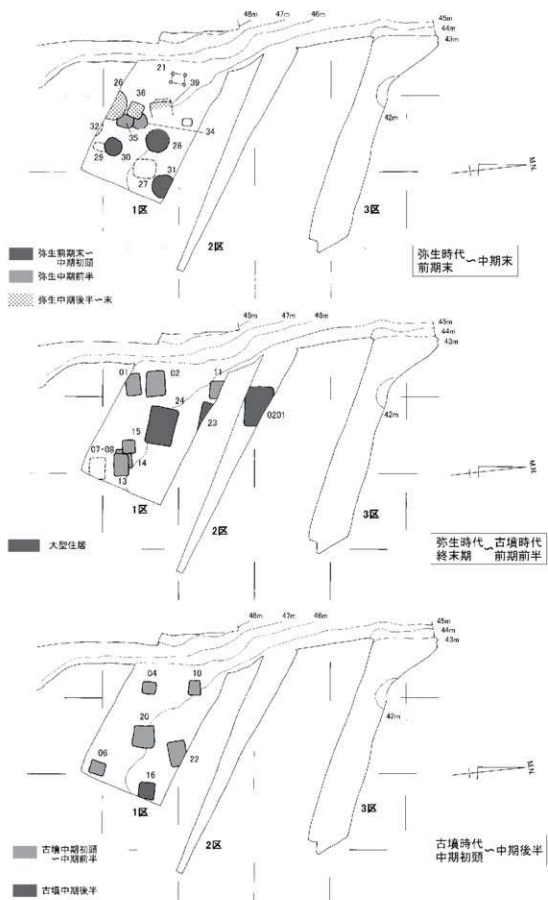 48m 47m 46m
45m
44m
43m
21
26
36
39
42m
32
34
35
29 30
28
27
31
M.N.
1区
2区
3区
弥生前期末～
中期初頭
弥生中期前半
弥生中期後半～末
弥生時代
前期末～中期末
48m 47m 46m
45m
44m
43m
01 02
11
24
42m
23
0201
15
07・08
14
13
M.N.
1区
2区
3区
大型住居
弥生時代～古墳時代
終末期 前期前半
48m 47m 46m
45m
44m
43m
04 10
42m
20
22
06
16
M.N.
1区
2区
3区
古墳中期初頭
～中期前半
古墳中期後半
古墳時代
中期初頭～中期後半